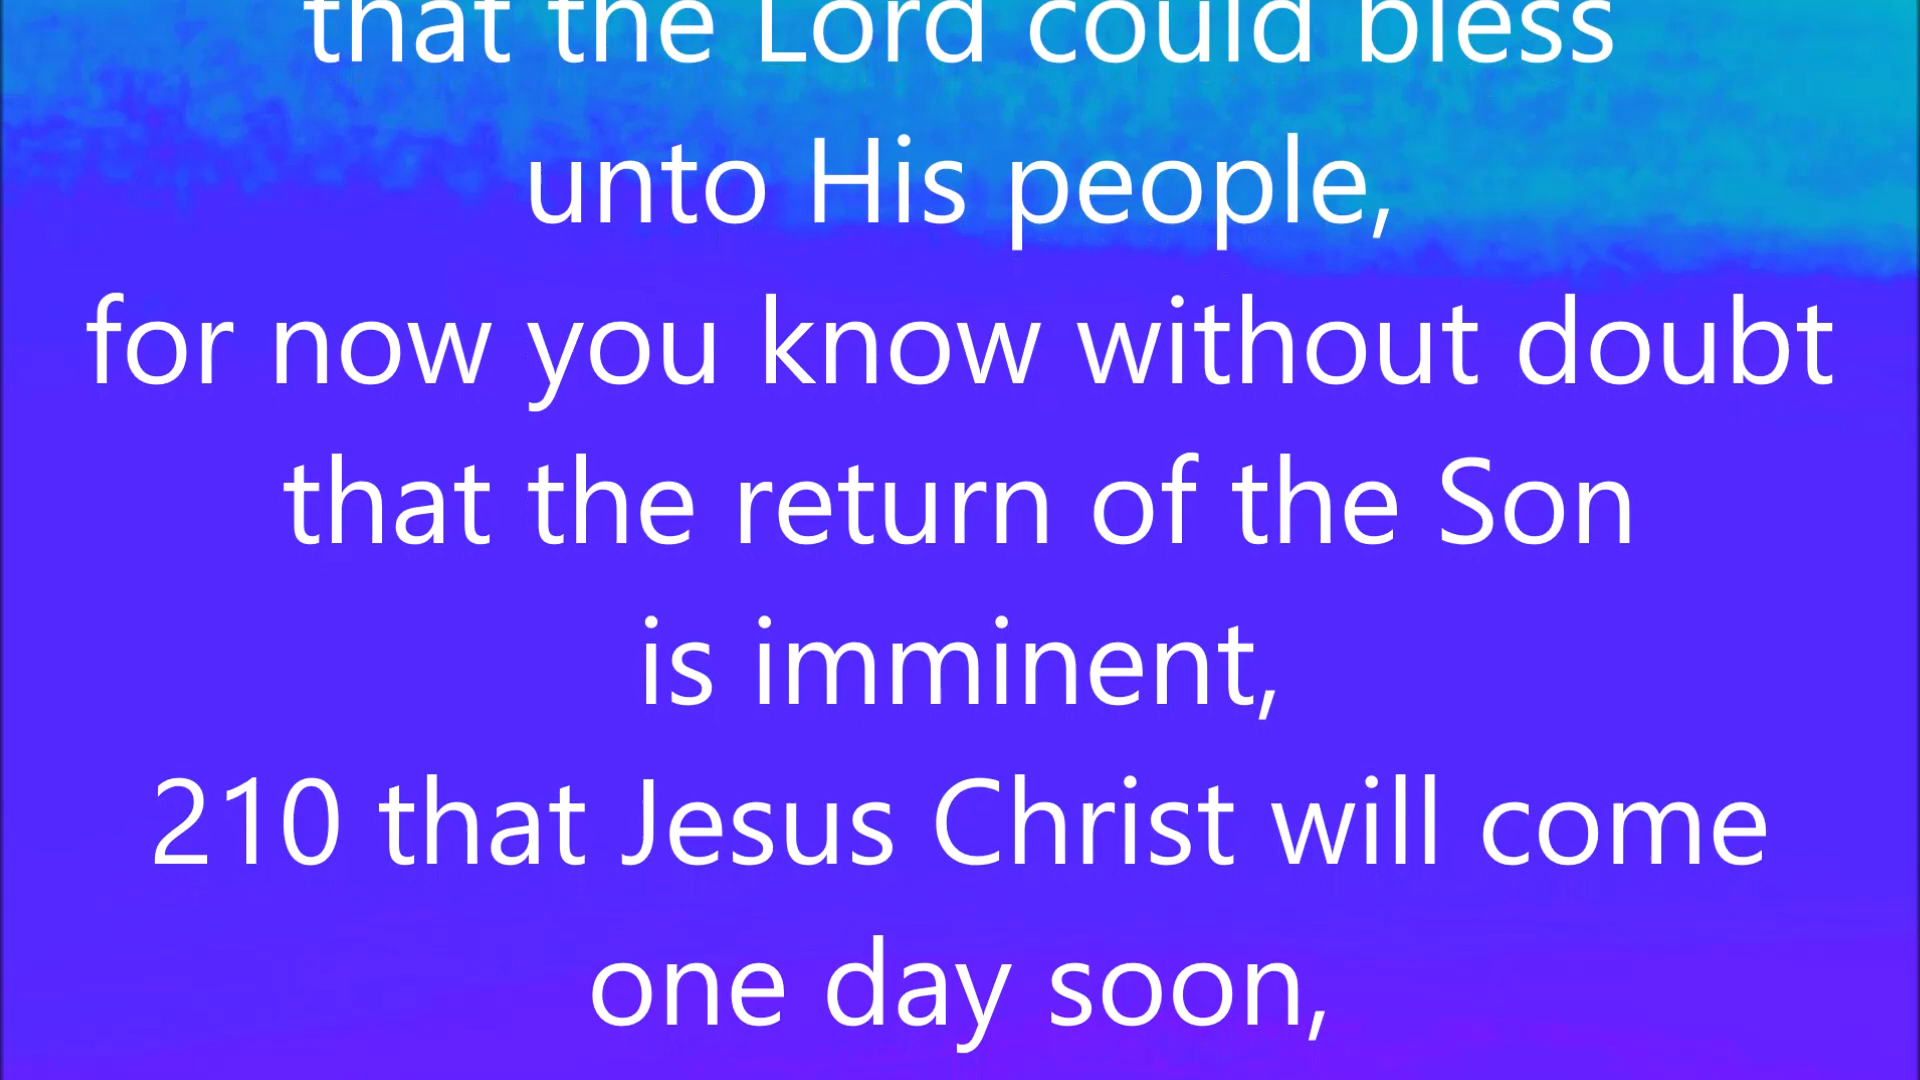 that the Lord could bless
unto His people,
for now you know without doubt
that the return of the Son
is imminent,
210 that Jesus Christ will come
one day soon,